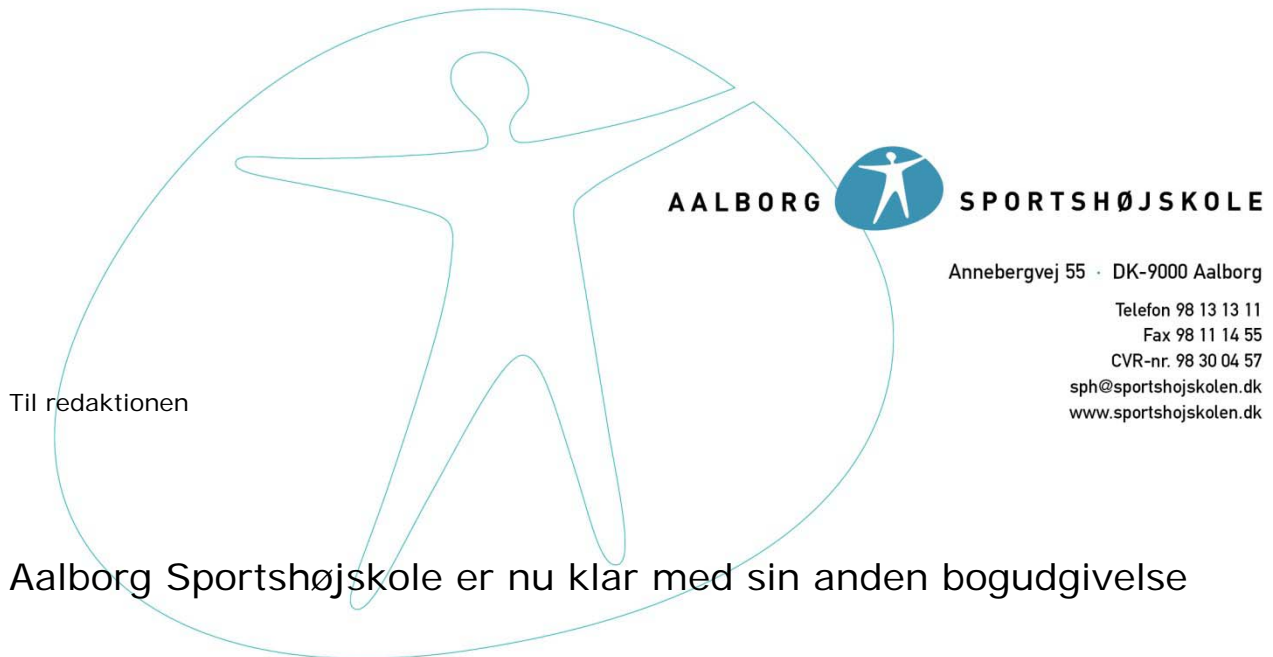 AALBORG SPORTSHØJSKOLE
Annebergvej 55 · DK-9000 Aalborg
Telefon 98 13 13 11
Fax 98 11 14 55
CVR-nr. 98 30 04 57
sph@sportshojskolen.dk
www.sportshojskolen.dk
Til redaktionen
Aalborg Sportshøjskole er nu klar med sin anden bogudgivelse